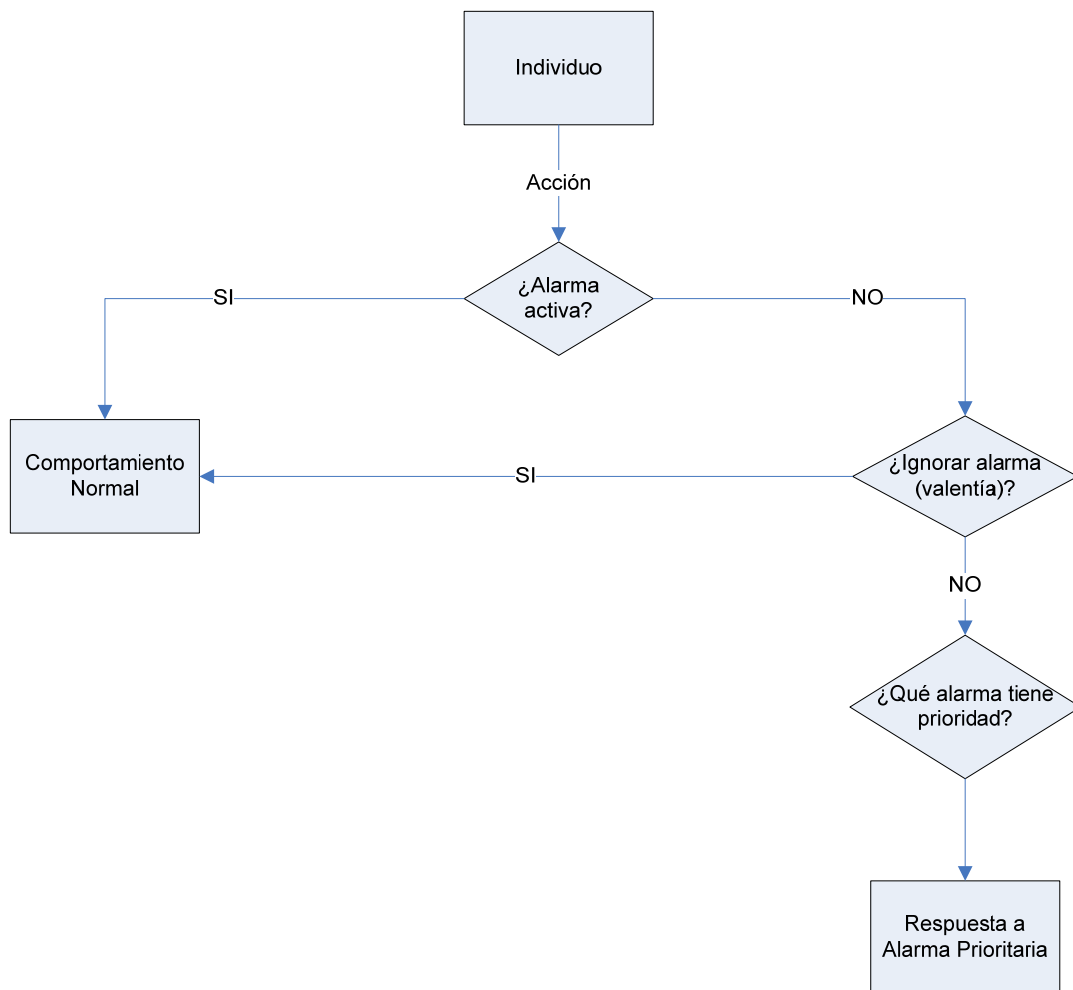 Individuo
Acción
¿Alarma
activa?
SI
NO
Comportamiento
Normal
SI
¿Ignorar alarma
(valentía)?
NO
¿Qué alarma tiene
prioridad?
Respuesta a
Alarma Prioritaria